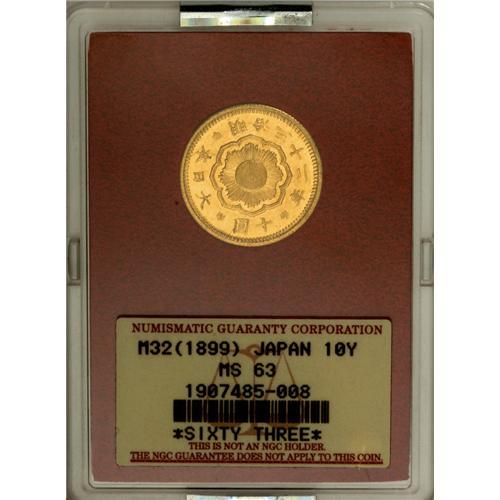 大日本・明治三十二年・十圓
NUMISMATIC GUARANTY CORPORATION
M32(1899) JAPAN 10Y
MS 63
1907485-008
*SIXTY THREE*
THIS IS NOT AN NGC HOLDER.
THE NGC GUARANTEE DOES NOT APPLY TO THIS COIN.